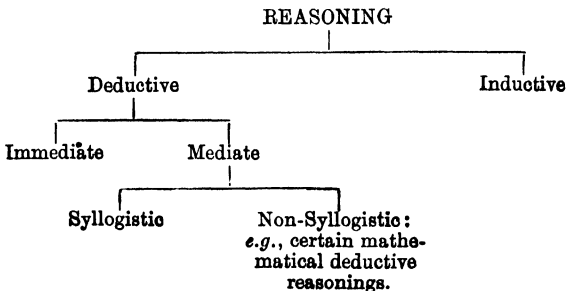 REASONING
Deductive Inductive
Immediate Mediate
Syllogistic Non-Syllogistic:
e.g., certain mathe-
matical deductive
reasonings.